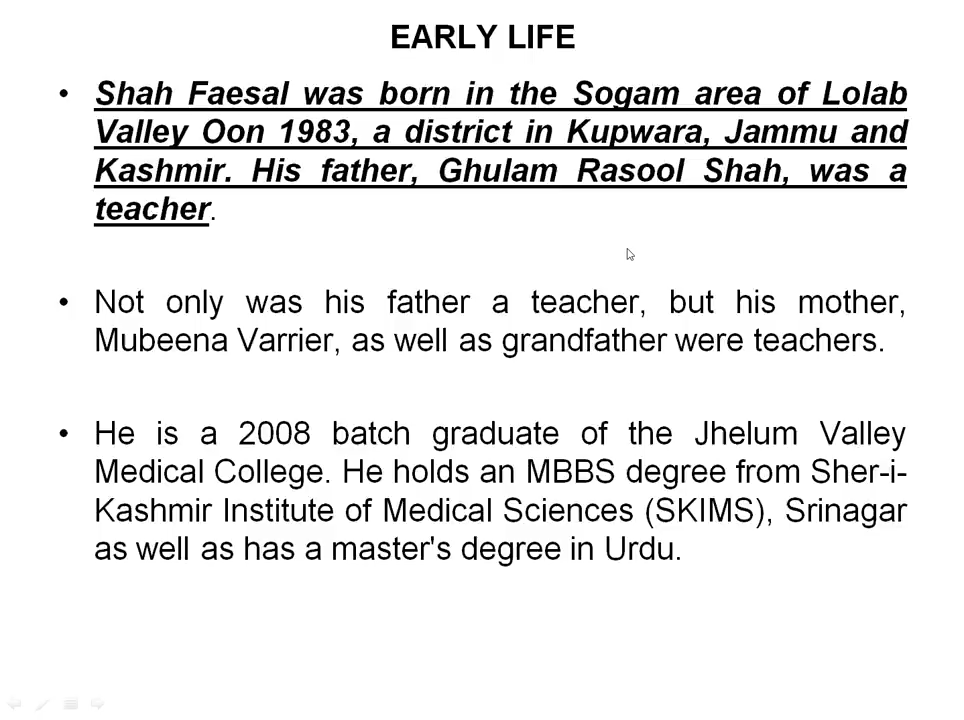 EARLY LIFE
• Shah Faesal was born in the Sogam area of Lolab
Valley Oon 1983, a district in Kupwara, Jammu and
Kashmir. His father, Ghulam Rasool Shah, was a
teacher.
• Not only was his father a teacher, but his mother,
Mubeena Varrier, as well as grandfather were teachers.
• He is a 2008 batch graduate of the Jhelum Valley
Medical College. He holds an MBBS degree from Sher-i-
Kashmir Institute of Medical Sciences (SKIMS), Srinagar
as well as has a master's degree in Urdu.